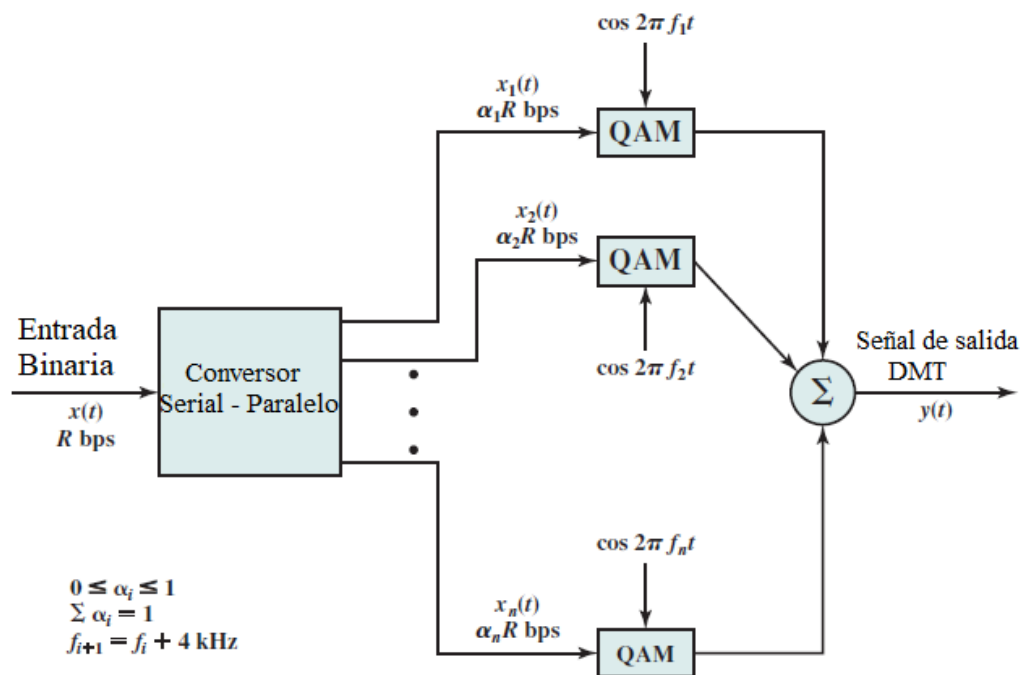 cos 2π f₁t
x₁(t)
α₁R bps
QAM
x₂(t)
α₂R bps
QAM
cos 2π f₂t
Entrada
Binaria
x(t)
R bps
Conversor
Serial - Paralelo
Σ
Señal de salida
DMT
y(t)
cos 2π fₙt
xₙ(t)
αₙR bps
QAM
0 ≤ αᵢ ≤ 1
Σ αᵢ = 1
fᵢ₊₁ = fᵢ + 4 kHz